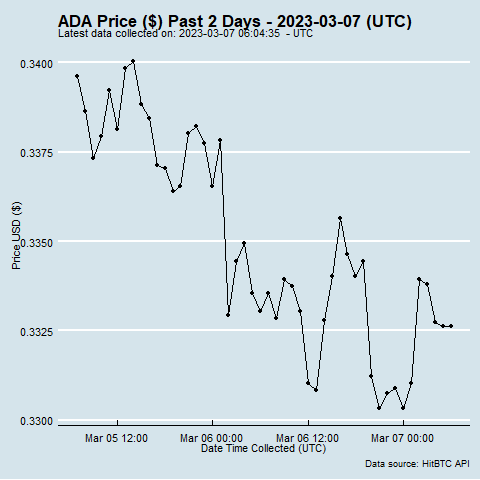 ADA Price ($) Past 2 Days - 2023-03-07 (UTC)
Latest data collected on: 2023-03-07 06:04:35 - UTC
0.3400
0.3375
0.3350
0.3325
0.3300
Price USD ($)
Mar 05 12:00 Mar 06 00:00 Mar 06 12:00 Mar 07 00:00
Date Time Collected (UTC)
Data source: HitBTC API